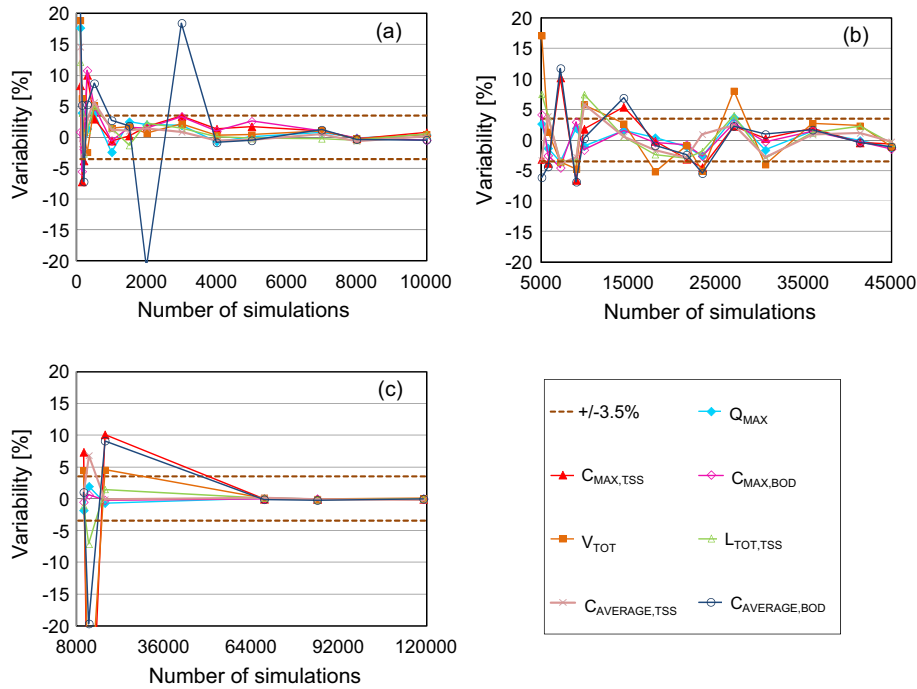 (a)
Variability [%]
20
15
10
5
0
-5
-10
-15
-20
0 2000 4000 6000 8000 10000
Number of simulations
(b)
Variability [%]
20
15
10
5
0
-5
-10
-15
-20
5000 15000 25000 35000 45000
Number of simulations
(c)
Variability [%]
20
15
10
5
0
-5
-10
-15
-20
8000 36000 64000 92000 120000
Number of simulations
+/-3.5% QMAX
CMAX,TSS CMAX,BOD
VTOT LTOT,TSS
CAVERAGE,TSS CAVERAGE,BOD